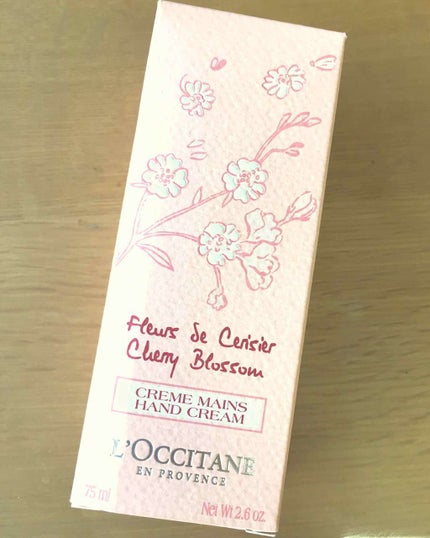 Fleurs de Cerisier
Cherry Blossom
CREME MAINS
HAND CREAM
L'OCCITANE
EN PROVENCE
75 ml
Net Wt 2.6 oz.